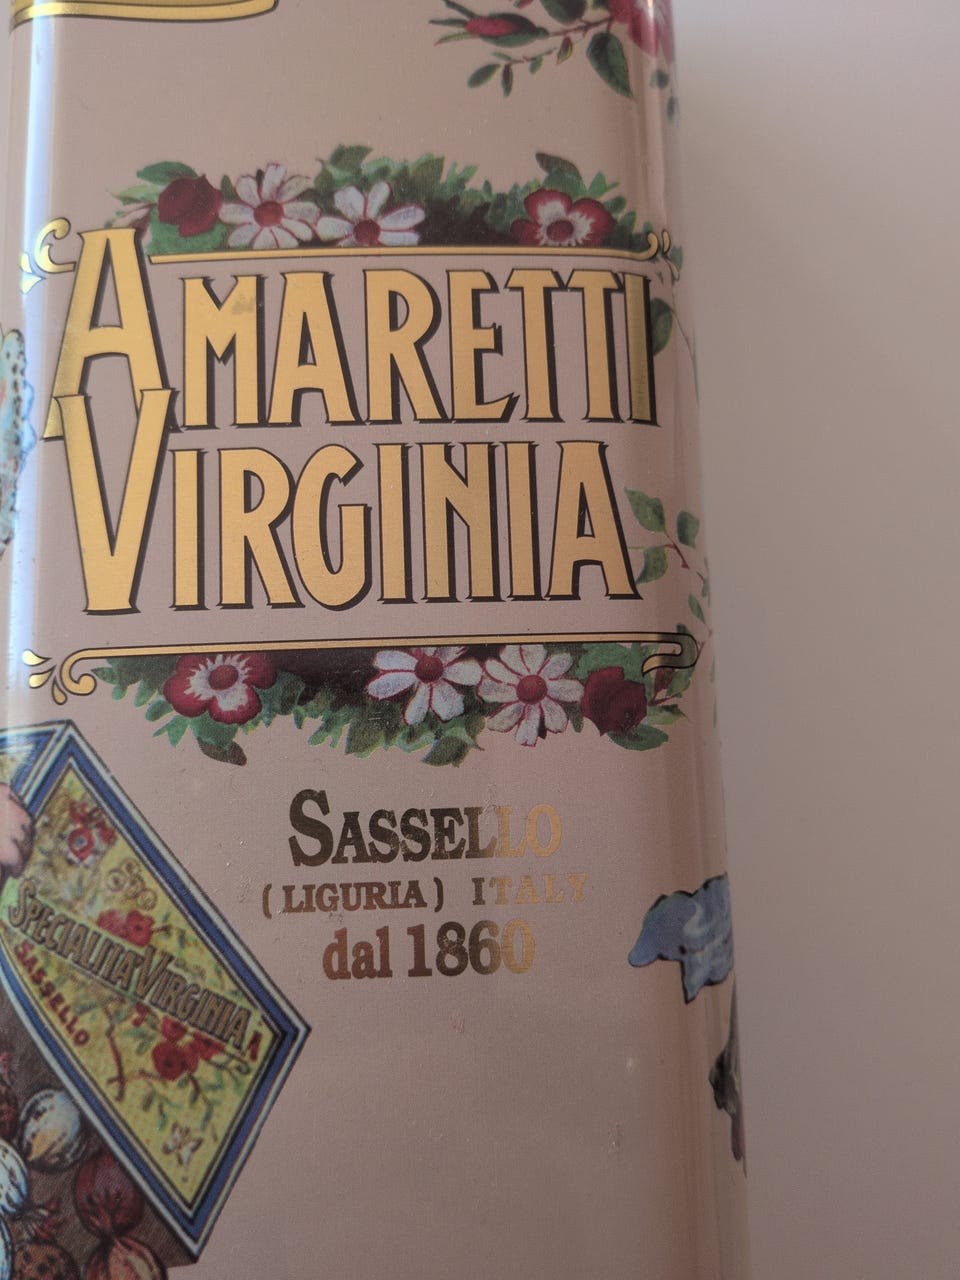 AMARETTI
VIRGINIA
SASSELLO
(LIGURIA) ITALY
dal 1860
SPECIALITA VIRGINIA
SASSELLO